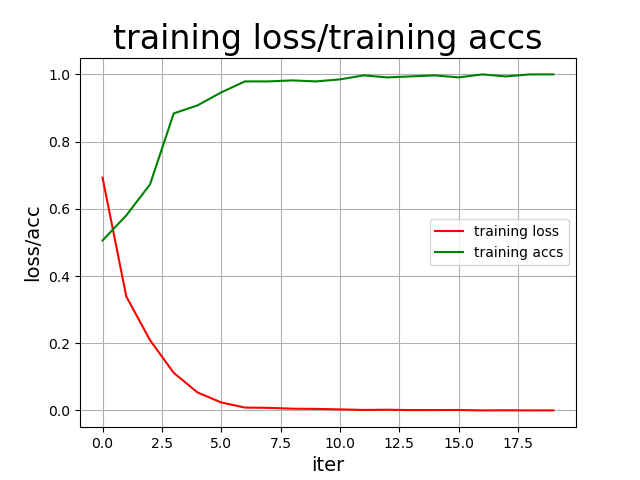 training loss/training accs
1.0
0.8
0.6
0.4
0.2
0.0
loss/acc
training loss
training accs
0.0 2.5 5.0 7.5 10.0 12.5 15.0 17.5
iter